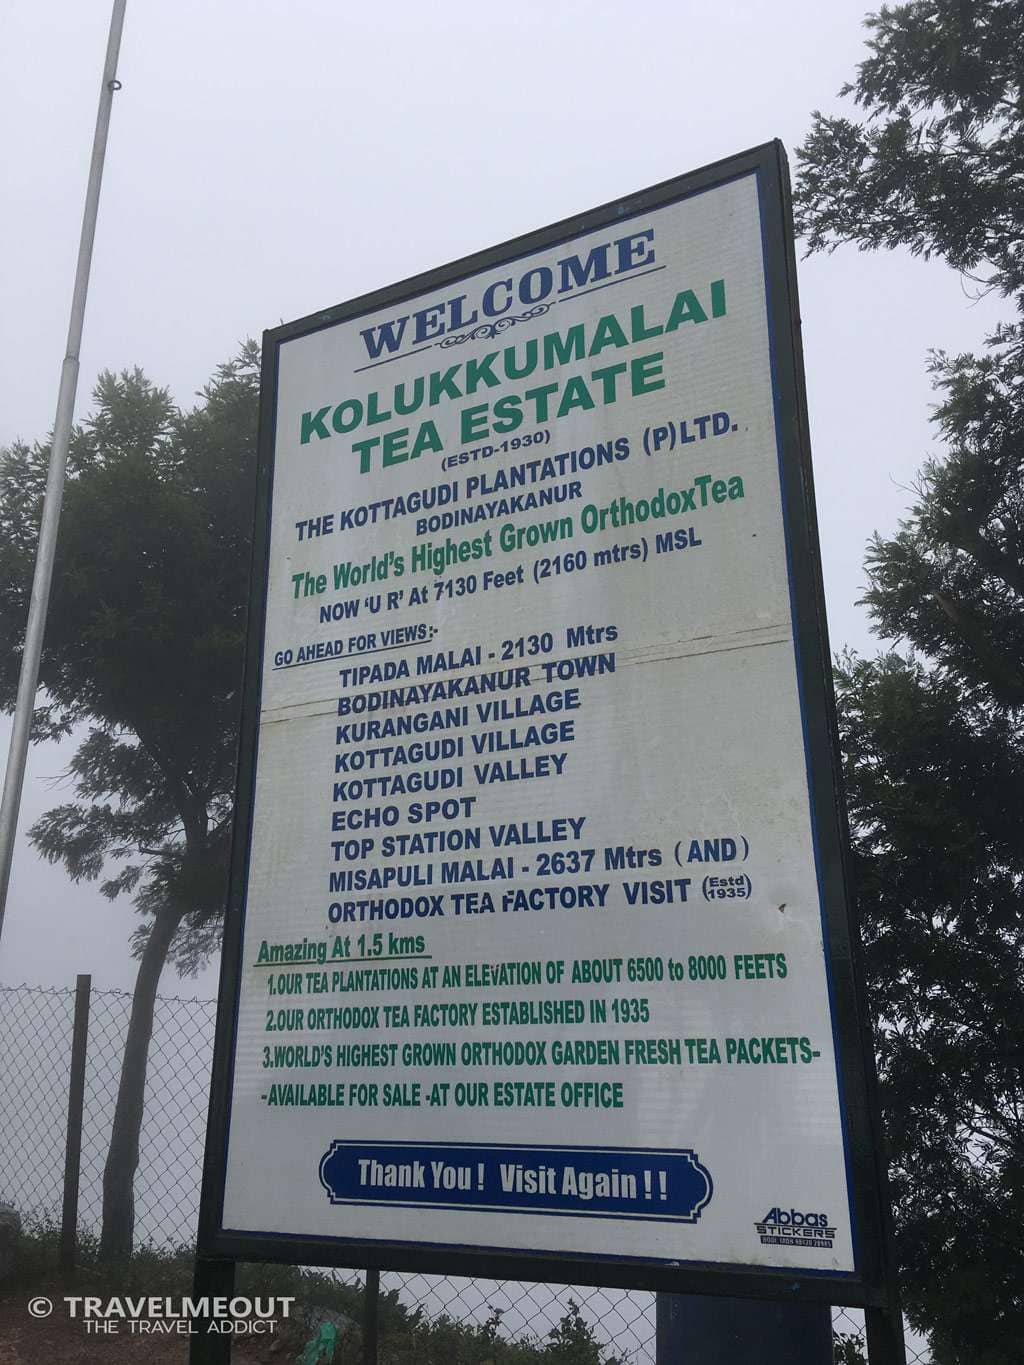 WELCOME
KOLUKKUMALAI
TEA ESTATE
(ESTD-1930)
THE KOTTAGUDI PLANTATIONS (P)LTD.
BODINAYAKANUR
The World's Highest Grown OrthodoxTea
NOW 'U R' At 7130 Feet (2160 mtrs) MSL
GO AHEAD FOR VIEWS:-
TIPADA MALAI - 2130 Mtrs
BODINAYAKANUR TOWN
KURANGANI VILLAGE
KOTTAGUDI VILLAGE
KOTTAGUDI VALLEY
ECHO SPOT
TOP STATION VALLEY
MISAPULI MALAI - 2637 Mtrs (AND)
ORTHODOX TEA FACTORY VISIT (Estd 1935)
Amazing At 1.5 kms
1.OUR TEA PLANTATIONS AT AN ELEVATION OF ABOUT 6500 to 8000 FEETS
2.OUR ORTHODOX TEA FACTORY ESTABLISHED IN 1935
3.WORLD'S HIGHEST GROWN ORTHODOX GARDEN FRESH TEA PACKETS-
-AVAILABLE FOR SALE -AT OUR ESTATE OFFICE
Thank You! Visit Again!!
Abbas
STICKERS
© TRAVELMEOUT
THE TRAVEL ADDICT